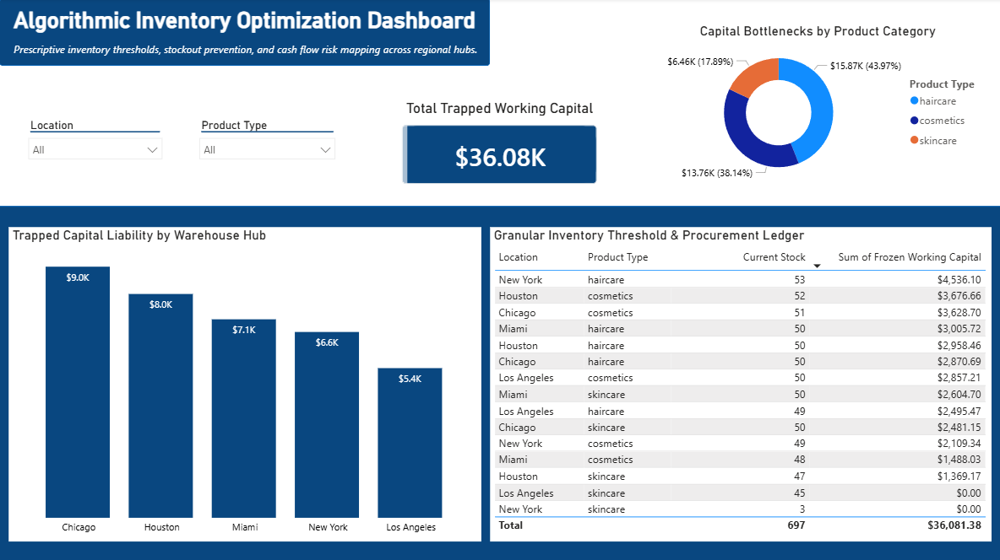 Algorithmic Inventory Optimization Dashboard
Prescriptive inventory thresholds, stockout prevention, and cash flow risk mapping across regional hubs.
Location
All
Product Type
All
Total Trapped Working Capital
$36.08K
Capital Bottlenecks by Product Category
$6.46K (17.89%)
$15.87K (43.97%)
$13.76K (38.14%)
Product Type
haircare
cosmetics
skincare
Trapped Capital Liability by Warehouse Hub
$9.0K
$8.0K
$7.1K
$6.6K
$5.4K
Chicago Houston Miami New York Los Angeles
Granular Inventory Threshold & Procurement Ledger
Location Product Type Current Stock Sum of Frozen Working Capital
New York haircare 53 $4,536.10
Houston cosmetics 52 $3,676.66
Chicago cosmetics 51 $3,628.70
Miami haircare 50 $3,005.72
Houston haircare 50 $2,958.46
Chicago haircare 50 $2,870.69
Los Angeles cosmetics 50 $2,857.21
Miami skincare 50 $2,604.70
Los Angeles haircare 49 $2,495.47
Chicago skincare 50 $2,481.15
New York cosmetics 49 $2,109.34
Miami cosmetics 48 $1,488.03
Houston skincare 47 $1,369.17
Los Angeles skincare 45 $0.00
New York skincare 3 $0.00
Total 697 $36,081.38